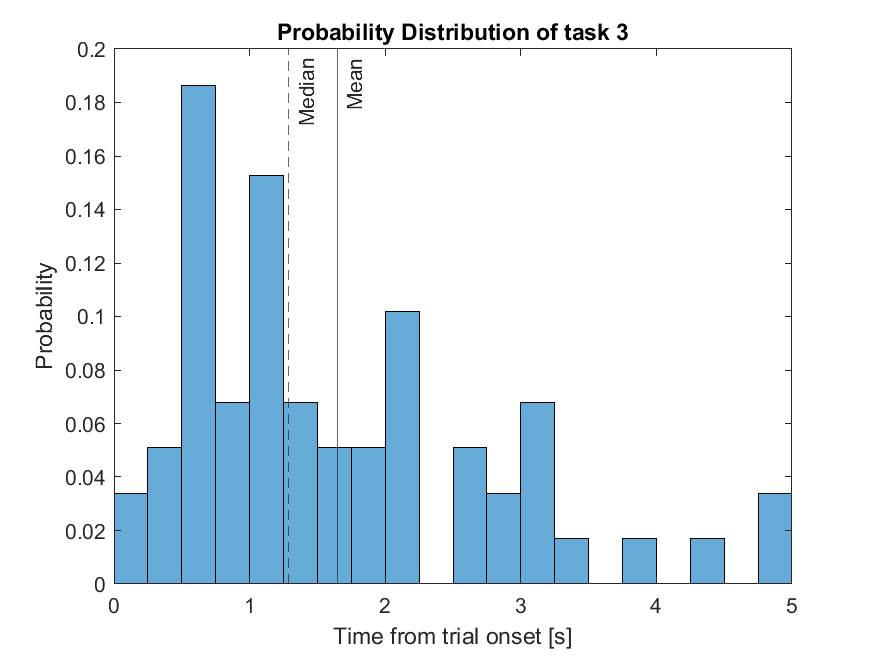 Probability Distribution of task 3
0.2
0.18
0.16
0.14
0.12
0.1
0.08
0.06
0.04
0.02
0
Probability
Median
Mean
0 1 2 3 4 5
Time from trial onset [s]